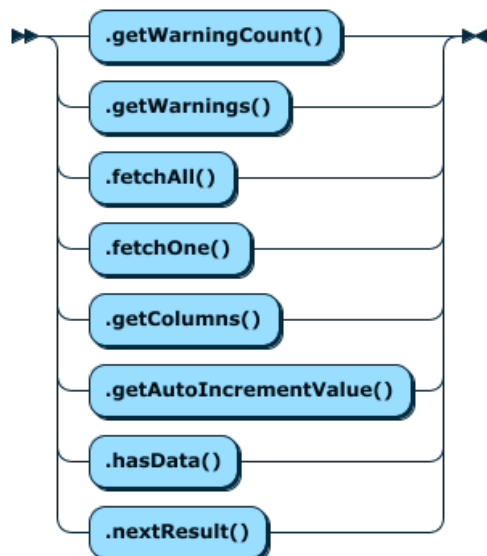 .getWarningCount()
.getWarnings()
.fetchAll()
.fetchOne()
.getColumns()
.getAutoIncrementValue()
.hasData()
.nextResult()